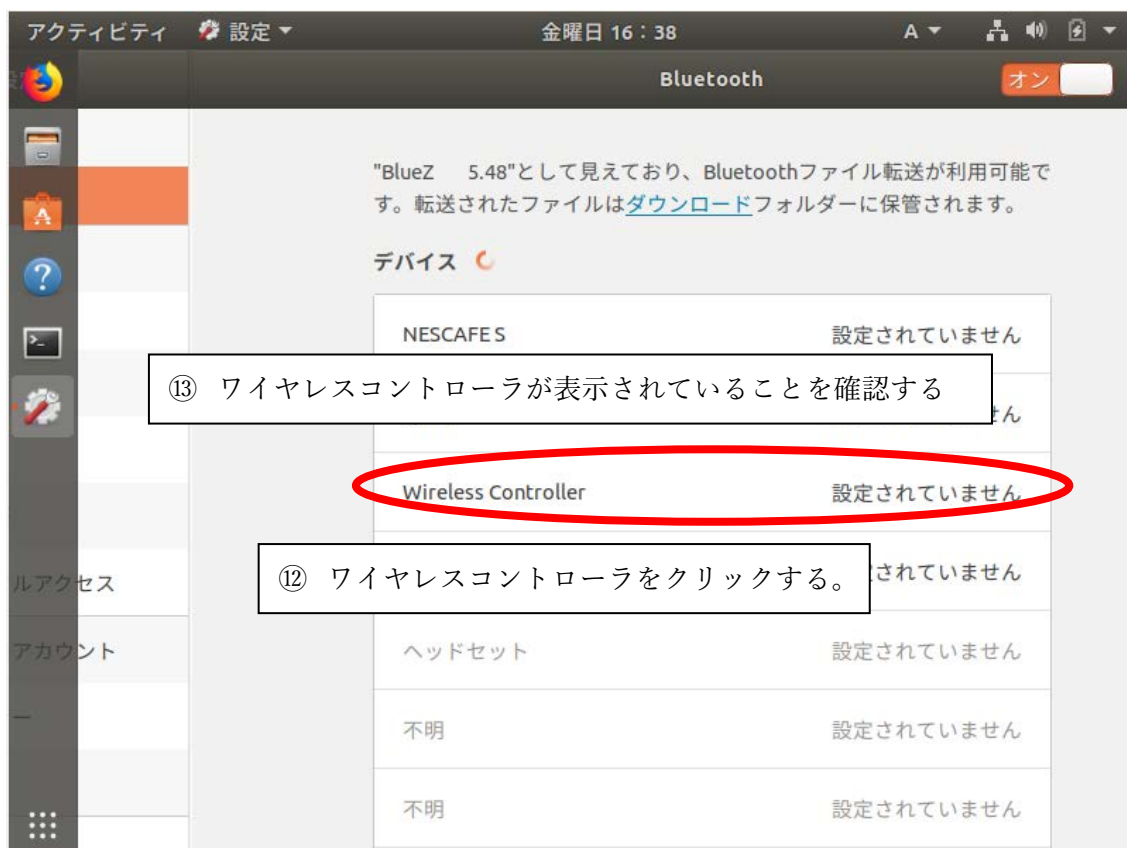 アクティビティ 設定 金曜日 16：38 A
Bluetooth オン
"BlueZ 5.48"として見えており、Bluetoothファイル転送が利用可能で
す。転送されたファイルはダウンロードフォルダーに保管されます。
デバイス
NESCAFE S 設定されていません
⑬ ワイヤレスコントローラが表示されていることを確認する
せん
Wireless Controller 設定されていません
⑫ ワイヤレスコントローラをクリックする。
されていません
ルアクセス
アカウント
ヘッドセット 設定されていません
ー
不明 設定されていません
不明 設定されていません